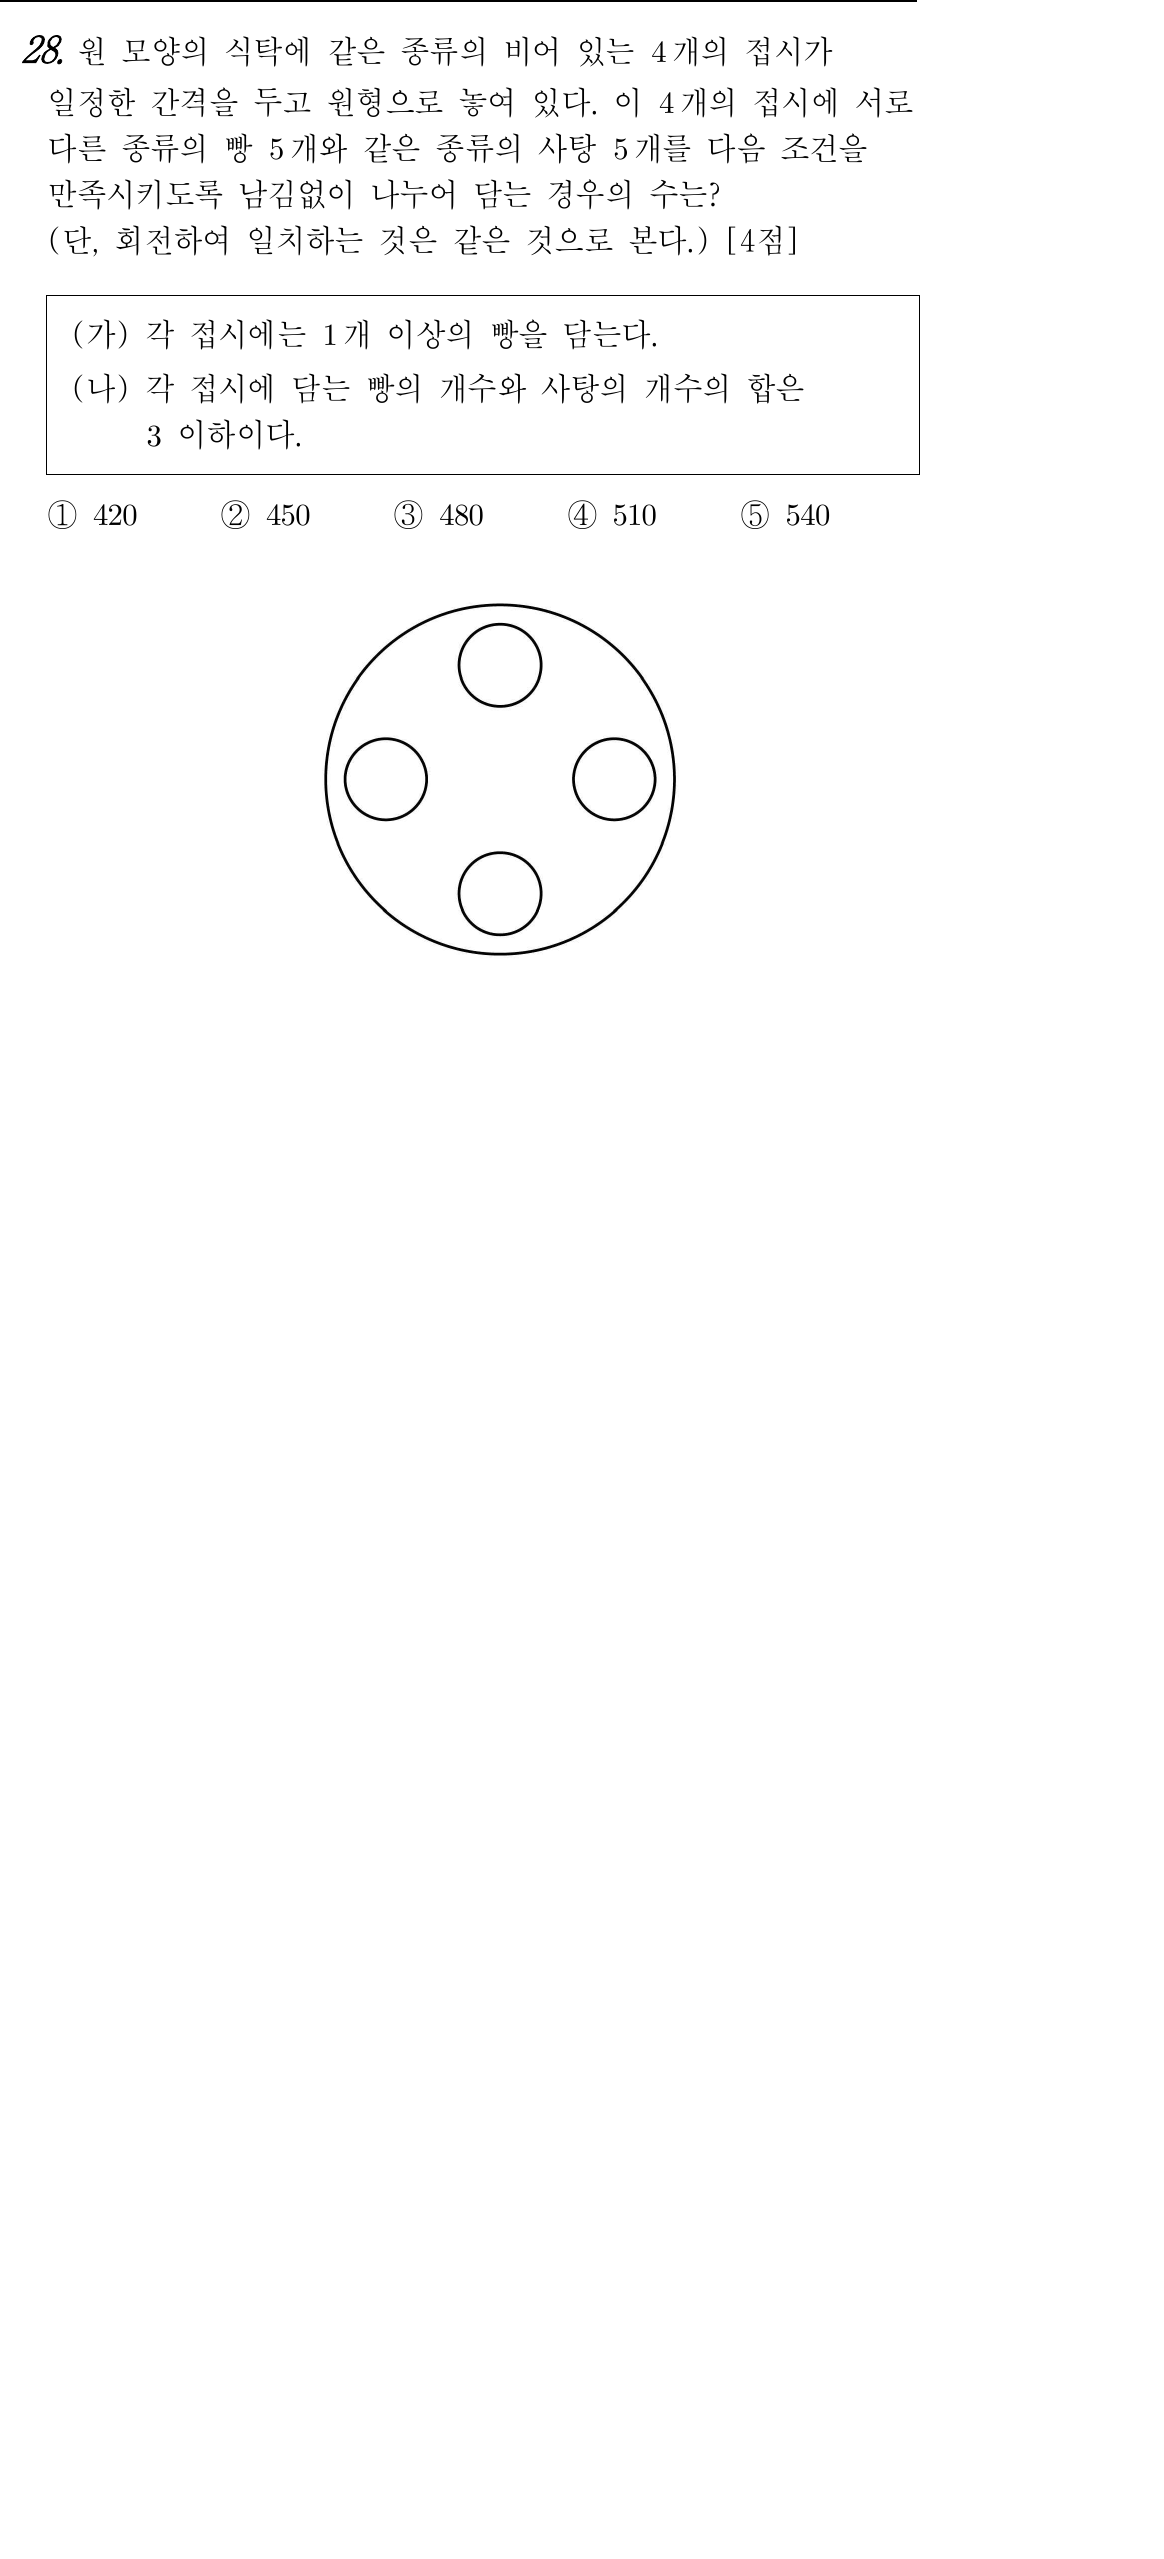 28. 원 모양의 식탁에 같은 종류의 비어 있는 4개의 접시가
일정한 간격을 두고 원형으로 놓여 있다. 이 4개의 접시에 서로
다른 종류의 빵 5개와 같은 종류의 사탕 5개를 다음 조건을
만족시키도록 남김없이 나누어 담는 경우의 수는?
(단, 회전하여 일치하는 것은 같은 것으로 본다.) [4점]
(가) 각 접시에는 1개 이상의 빵을 담는다.
(나) 각 접시에 담는 빵의 개수와 사탕의 개수의 합은
3 이하이다.
① 420 ② 450 ③ 480 ④ 510 ⑤ 540